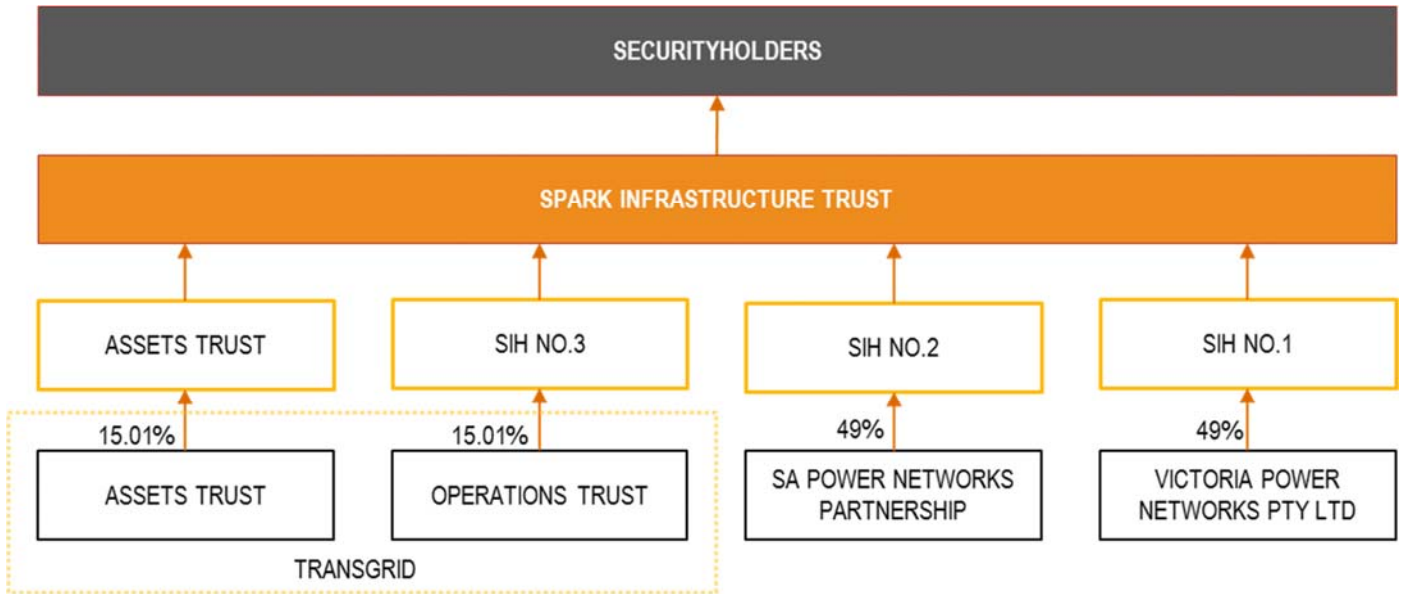 SECURITYHOLDERS
SPARK INFRASTRUCTURE TRUST
ASSETS TRUST
SIH NO.3
SIH NO.2
SIH NO.1
15.01%
15.01%
49%
49%
ASSETS TRUST
OPERATIONS TRUST
SA POWER NETWORKS
PARTNERSHIP
VICTORIA POWER
NETWORKS PTY LTD
TRANSGRID